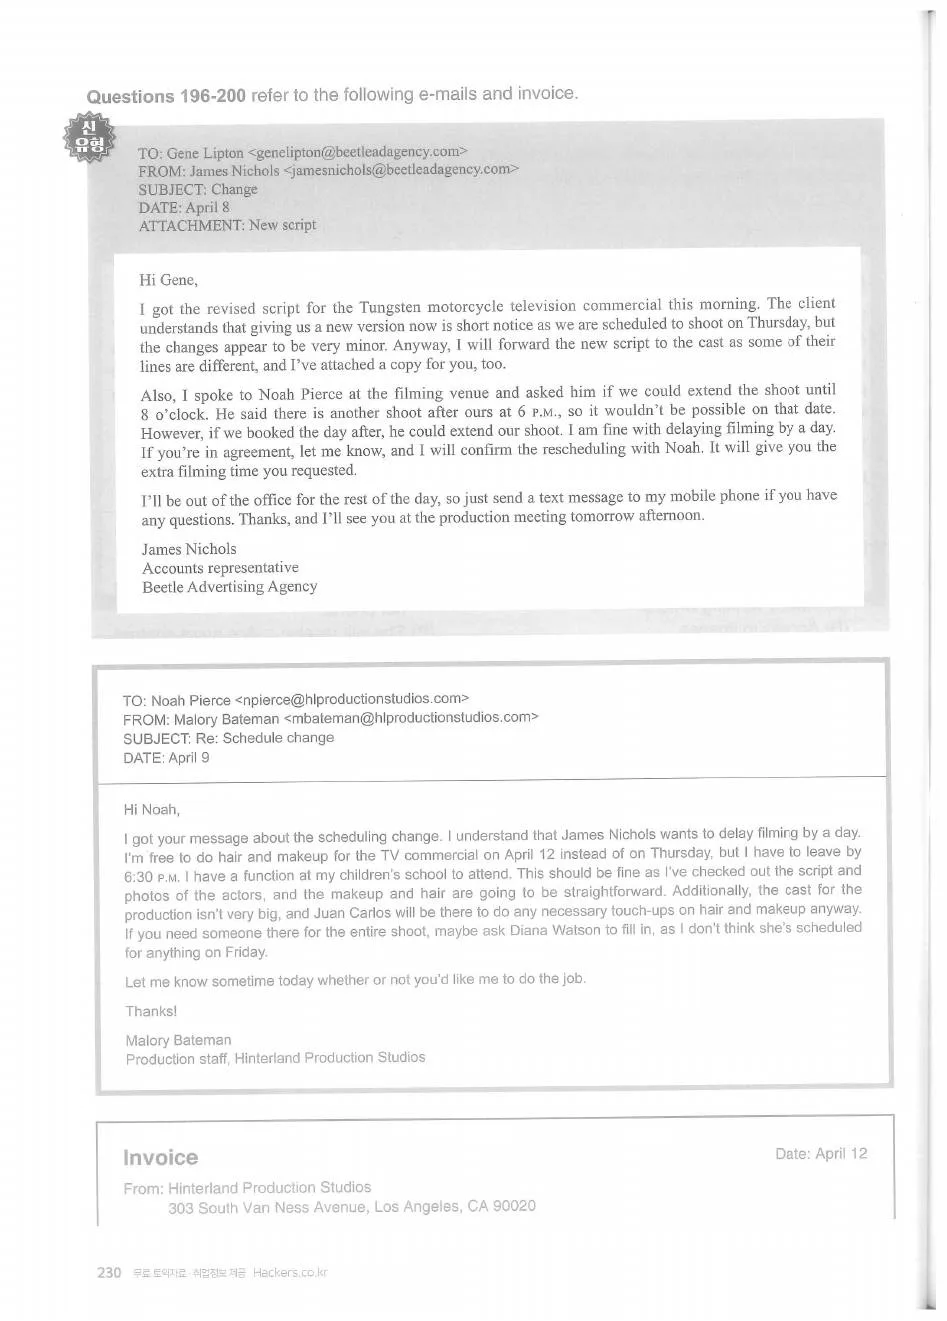 Questions 196-200 refer to the following e-mails and invoice.
신
유형
TO: Gene Lipton <genelipton@beetleadagency.com>
FROM: James Nichols <jamesnichols@beetleadagency.com>
SUBJECT: Change
DATE: April 8
ATTACHMENT: New script
Hi Gene,
I got the revised script for the Tungsten motorcycle television commercial this morning. The client
understands that giving us a new version now is short notice as we are scheduled to shoot on Thursday, but
the changes appear to be very minor. Anyway, I will forward the new script to the cast as some of their
lines are different, and I've attached a copy for you, too.
Also, I spoke to Noah Pierce at the filming venue and asked him if we could extend the shoot until
8 o'clock. He said there is another shoot after ours at 6 P.M., so it wouldn't be possible on that date.
However, if we booked the day after, he could extend our shoot. I am fine with delaying filming by a day.
If you're in agreement, let me know, and I will confirm the rescheduling with Noah. It will give you the
extra filming time you requested.
I'll be out of the office for the rest of the day, so just send a text message to my mobile phone if you have
any questions. Thanks, and I'll see you at the production meeting tomorrow afternoon.
James Nichols
Accounts representative
Beetle Advertising Agency
TO: Noah Pierce <npierce@hlproductionstudios.com>
FROM: Malory Bateman <mbateman@hlproductionstudios.com>
SUBJECT: Re: Schedule change
DATE: April 9
Hi Noah,
I got your message about the scheduling change. I understand that James Nichols wants to delay filming by a day.
I'm free to do hair and makeup for the TV commercial on April 12 instead of on Thursday, but I have to leave by
6:30 P.M. I have a function at my children's school to attend. This should be fine as I've checked out the script and
photos of the actors, and the makeup and hair are going to be straightforward. Additionally, the cast for the
production isn't very big, and Juan Carlos will be there to do any necessary touch-ups on hair and makeup anyway.
If you need someone there for the entire shoot, maybe ask Diana Watson to fill in, as I don't think she's scheduled
for anything on Friday.
Let me know sometime today whether or not you'd like me to do the job.
Thanks!
Malory Bateman
Production staff, Hinterland Production Studios
Invoice
Date: April 12
From: Hinterland Production Studios
303 South Van Ness Avenue, Los Angeles, CA 90020
230 무료 토익자료·취업정보 제공 Hackers.co.kr